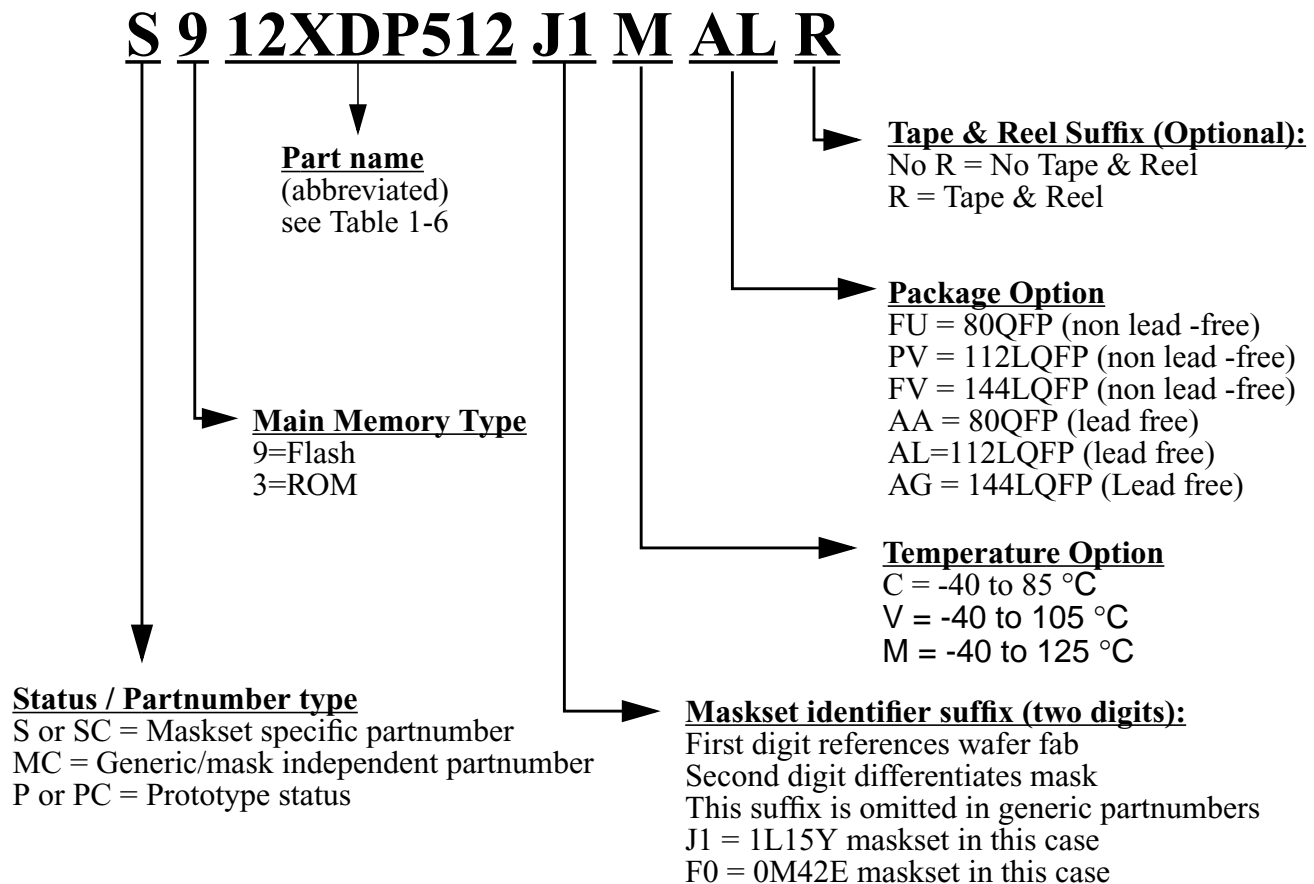 S 9 12XDP512 J1 M AL R
Tape & Reel Suffix (Optional):
No R = No Tape & Reel
R = Tape & Reel
Part name
(abbreviated)
see Table 1-6
Package Option
FU = 80QFP (non lead -free)
PV = 112LQFP (non lead -free)
FV = 144LQFP (non lead -free)
AA = 80QFP (lead free)
AL=112LQFP (lead free)
AG = 144LQFP (Lead free)
Main Memory Type
9=Flash
3=ROM
Temperature Option
C = -40 to 85 °C
V = -40 to 105 °C
M = -40 to 125 °C
Status / Partnumber type
S or SC = Maskset specific partnumber
MC = Generic/mask independent partnumber
P or PC = Prototype status
Maskset identifier suffix (two digits):
First digit references wafer fab
Second digit differentiates mask
This suffix is omitted in generic partnumbers
J1 = 1L15Y maskset in this case
F0 = 0M42E maskset in this case